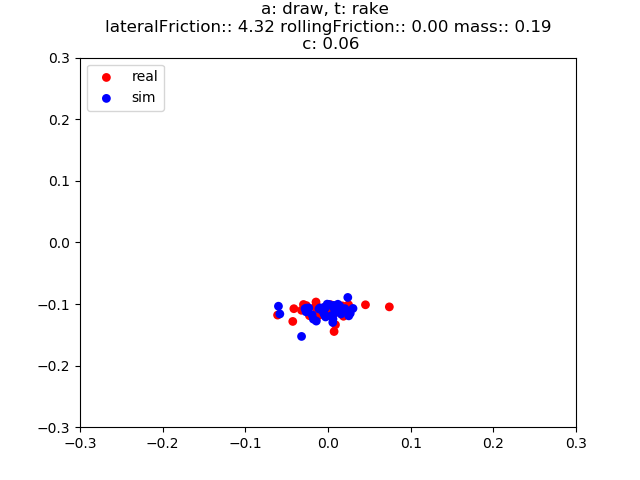 a: draw, t: rake
lateralFriction:: 4.32 rollingFriction:: 0.00 mass:: 0.19
c: 0.06
real
sim
0.3
0.2
0.1
0.0
−0.1
−0.2
−0.3
−0.3 −0.2 −0.1 0.0 0.1 0.2 0.3